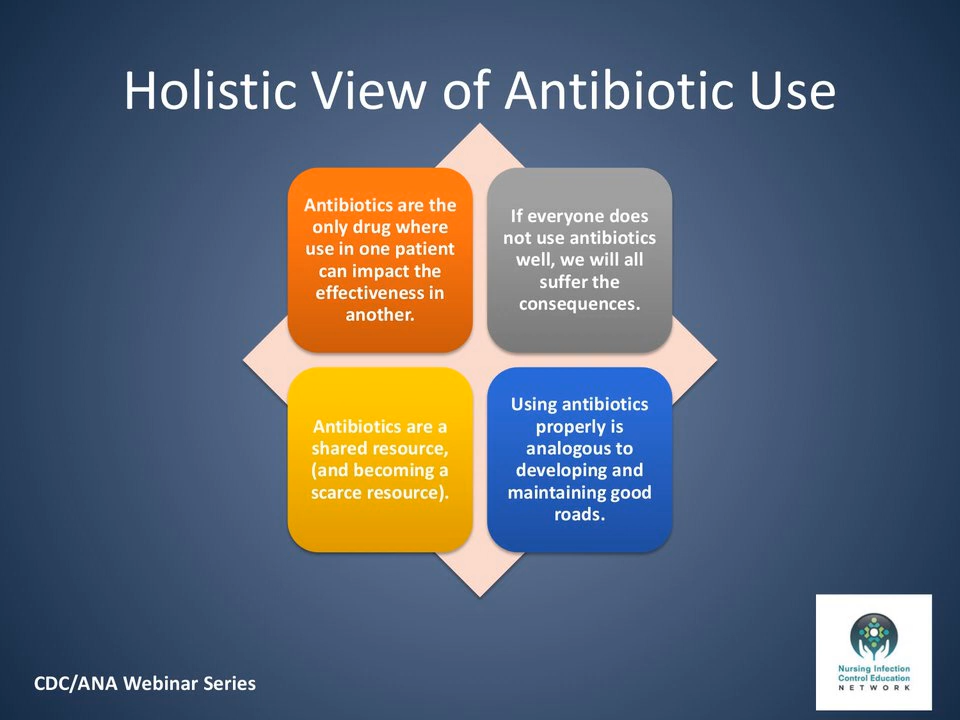 Holistic View of Antibiotic Use
Antibiotics are the
only drug where
use in one patient
can impact the
effectiveness in
another.
If everyone does
not use antibiotics
well, we will all
suffer the
consequences.
Antibiotics are a
shared resource,
(and becoming a
scarce resource).
Using antibiotics
properly is
analogous to
developing and
maintaining good
roads.
CDC/ANA Webinar Series
Nursing Infection
Control Education
NETWORK